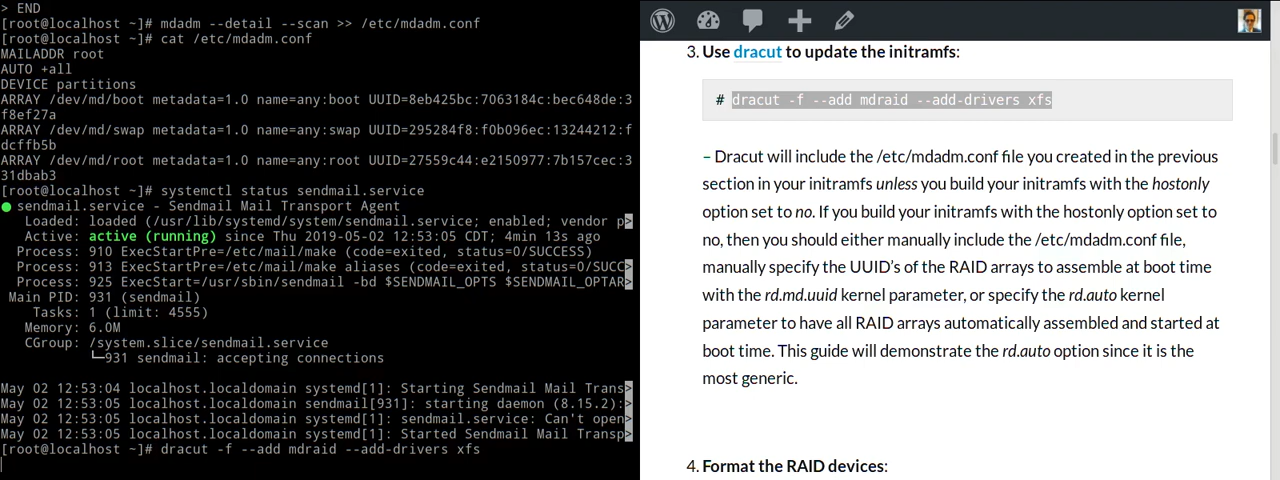 > END
[root@localhost ~]# mdadm --detail --scan >> /etc/mdadm.conf
[root@localhost ~]# cat /etc/mdadm.conf
MAILADDR root
AUTO +all
DEVICE partitions
ARRAY /dev/md/boot metadata=1.0 name=any:boot UUID=8eb425bc:7063184c:bec648de:3
f8ef27a
ARRAY /dev/md/swap metadata=1.0 name=any:swap UUID=295284f8:f0b096ec:13244212:f
dcffb5b
ARRAY /dev/md/root metadata=1.0 name=any:root UUID=27559c44:e2150977:7b157cec:3
31dbab3
[root@localhost ~]# systemctl status sendmail.service
● sendmail.service - Sendmail Mail Transport Agent
Loaded: loaded (/usr/lib/systemd/system/sendmail.service; enabled; vendor p>
Active: active (running) since Thu 2019-05-02 12:53:05 CDT; 4min 13s ago
Process: 910 ExecStartPre=/etc/mail/make (code=exited, status=0/SUCCESS)
Process: 913 ExecStartPre=/etc/mail/make aliases (code=exited, status=0/SUCC>
Process: 925 ExecStart=/usr/sbin/sendmail -bd $SENDMAIL_OPTS $SENDMAIL_OPTAR>
Main PID: 931 (sendmail)
Tasks: 1 (limit: 4555)
Memory: 6.0M
CGroup: /system.slice/sendmail.service
└─931 sendmail: accepting connections
May 02 12:53:04 localhost.localdomain systemd[1]: Starting Sendmail Mail Trans>
May 02 12:53:05 localhost.localdomain sendmail[931]: starting daemon (8.15.2):>
May 02 12:53:05 localhost.localdomain systemd[1]: sendmail.service: Can't open>
May 02 12:53:05 localhost.localdomain systemd[1]: Started Sendmail Mail Transp>
[root@localhost ~]# dracut -f --add mdraid --add-drivers xfs
3. Use dracut to update the initramfs:
# dracut -f --add mdraid --add-drivers xfs
– Dracut will include the /etc/mdadm.conf file you created in the previous
section in your initramfs unless you build your initramfs with the hostonly
option set to no. If you build your initramfs with the hostonly option set to
no, then you should either manually include the /etc/mdadm.conf file,
manually specify the UUID’s of the RAID arrays to assemble at boot time
with the rd.md.uuid kernel parameter, or specify the rd.auto kernel
parameter to have all RAID arrays automatically assembled and started at
boot time. This guide will demonstrate the rd.auto option since it is the
most generic.
4. Format the RAID devices: